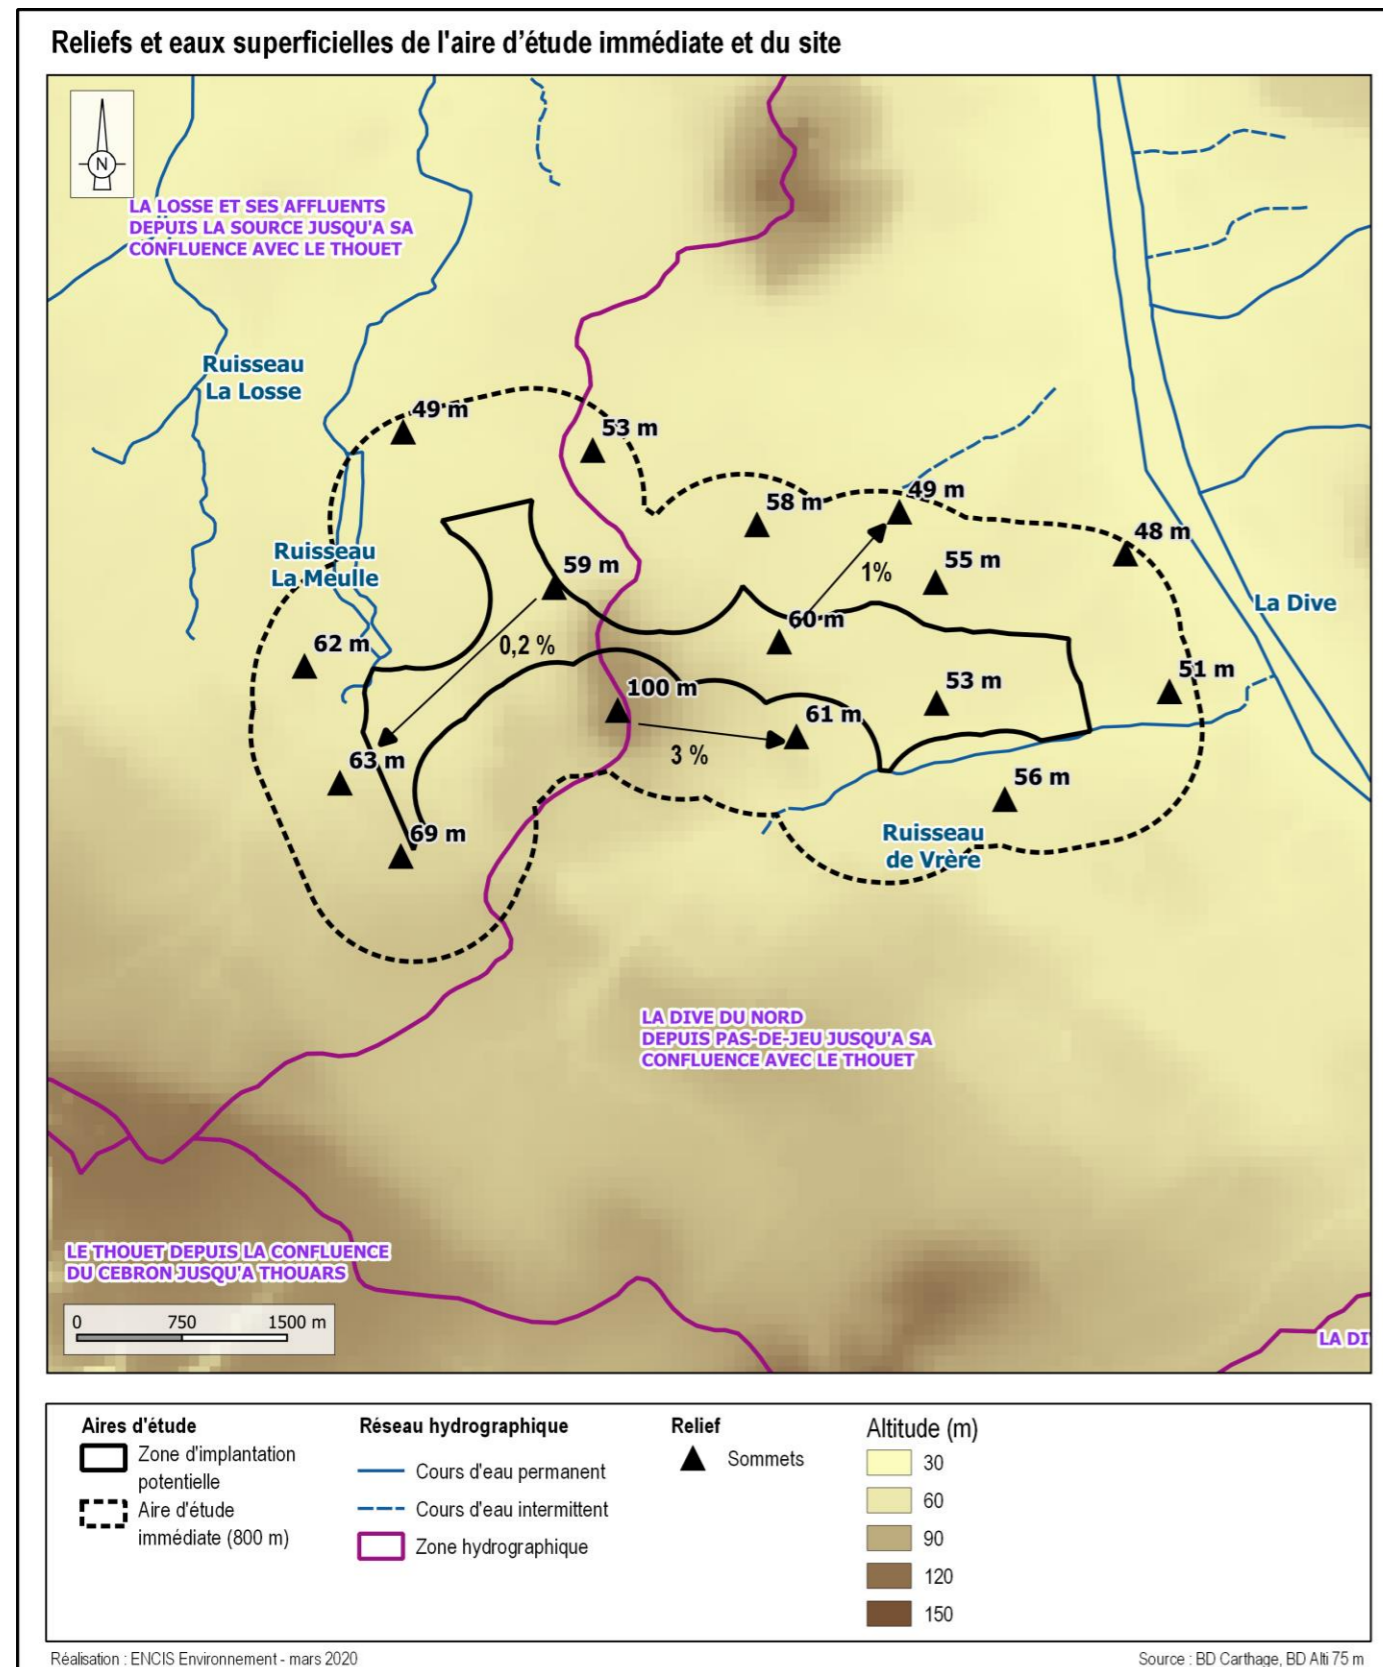 Reliefs et eaux superficielles de l'aire d'étude immédiate et du site
N
LA LOSSE ET SES AFFLUENTS
DEPUIS LA SOURCE JUSQU'A SA
CONFLUENCE AVEC LE THOUET
Ruisseau
La Losse
49 m
53 m
58 m
49 m
48 m
Ruisseau
La Meulle
59 m
1%
55 m
La Dive
60 m
62 m
0,2 %
100 m
53 m
51 m
61 m
3 %
63 m
56 m
69 m
Ruisseau
de Vrère
LA DIVE DU NORD
DEPUIS PAS-DE-JEU JUSQU'A SA
CONFLUENCE AVEC LE THOUET
LE THOUET DEPUIS LA CONFLUENCE
DU CEBRON JUSQU'A THOUARS
0 750 1500 m
LA DI
Aires d'étude
Zone d'implantation
potentielle
Aire d'étude
immédiate (800 m)
Réseau hydrographique
Cours d'eau permanent
Cours d'eau intermittent
Zone hydrographique
Relief
Sommets
Altitude (m)
30
60
90
120
150
Réalisation : ENCIS Environnement - mars 2020
Source : BD Carthage, BD Alti 75 m